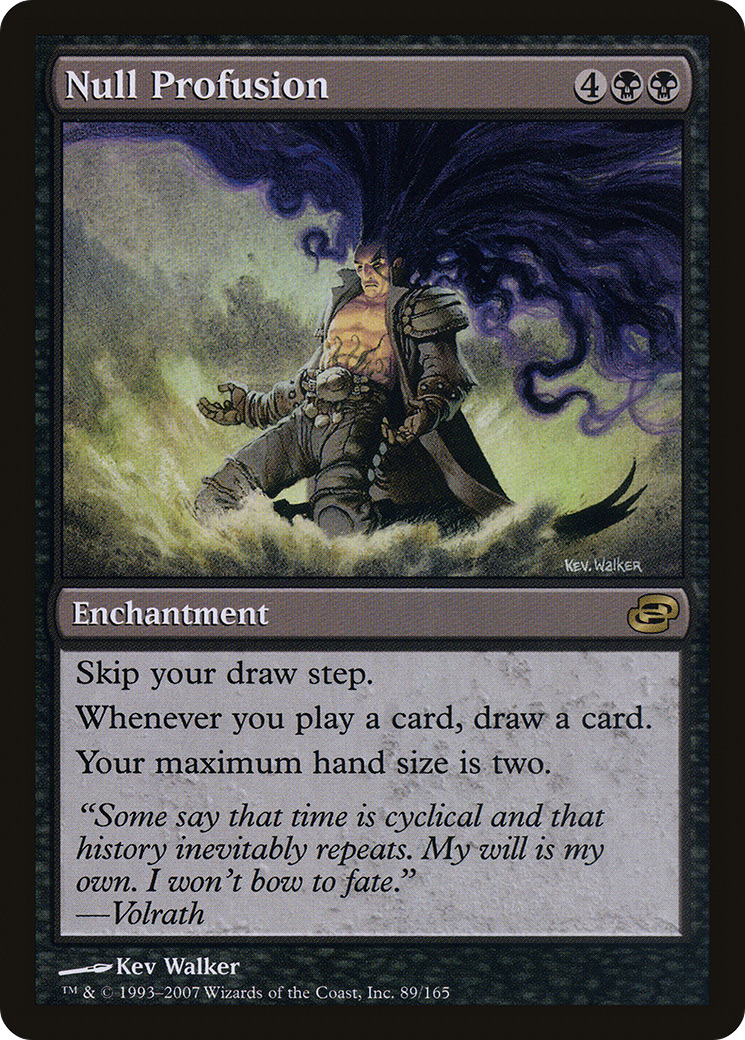 Null Profusion
4
KEV. WALKER
Enchantment
Skip your draw step.
Whenever you play a card, draw a card.
Your maximum hand size is two.
“Some say that time is cyclical and that
history inevitably repeats. My will is my
own. I won’t bow to fate.”
—Volrath
Kev Walker
™ & © 1993–2007 Wizards of the Coast, Inc. 89/165